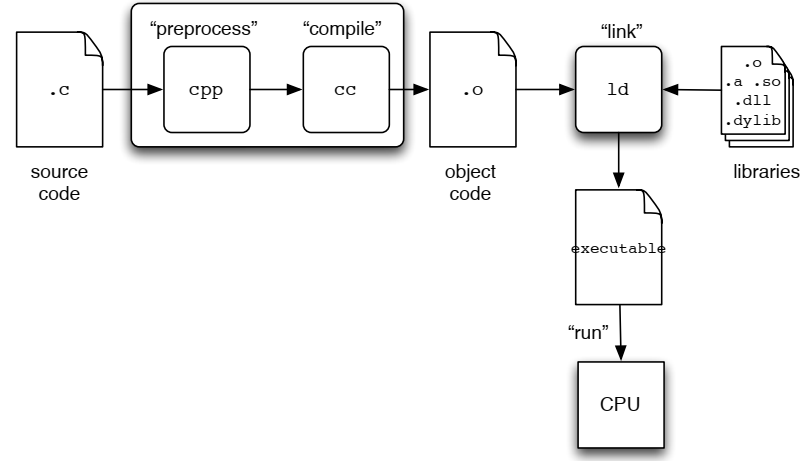 “preprocess”
“compile”
“link”
.c
cpp
cc
.o
ld
.o
.a .so
.dll
.dylib
source
code
object
code
libraries
executable
“run”
CPU